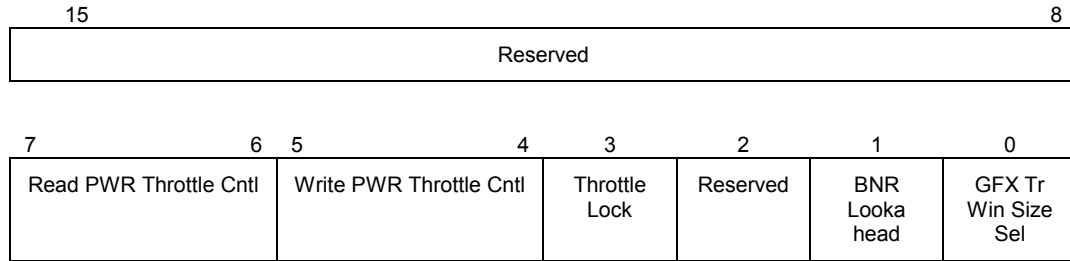 15 8
Reserved
7 6 5 4 3 2 1 0
Read PWR Throttle Cntl Write PWR Throttle Cntl Throttle Reserved BNR GFX Tr
Lock Looka Win Size
head Sel